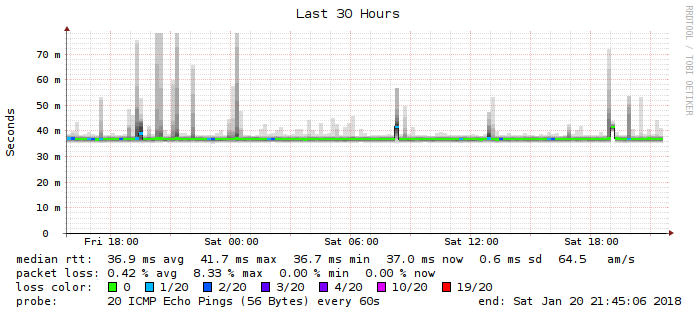 Last 30 Hours
RRDTOOL / TOBI OETIKER
Seconds
70 m
60 m
50 m
40 m
30 m
20 m
10 m
0
Fri 18:00 Sat 00:00 Sat 06:00 Sat 12:00 Sat 18:00
median rtt: 36.9 ms avg 41.7 ms max 36.7 ms min 37.0 ms now 0.6 ms sd 64.5 am/s
packet loss: 0.42 % avg 8.33 % max 0.00 % min 0.00 % now
loss color: 0 1/20 2/20 3/20 4/20 10/20 19/20
probe: 20 ICMP Echo Pings (56 Bytes) every 60s end: Sat Jan 20 21:45:06 2018